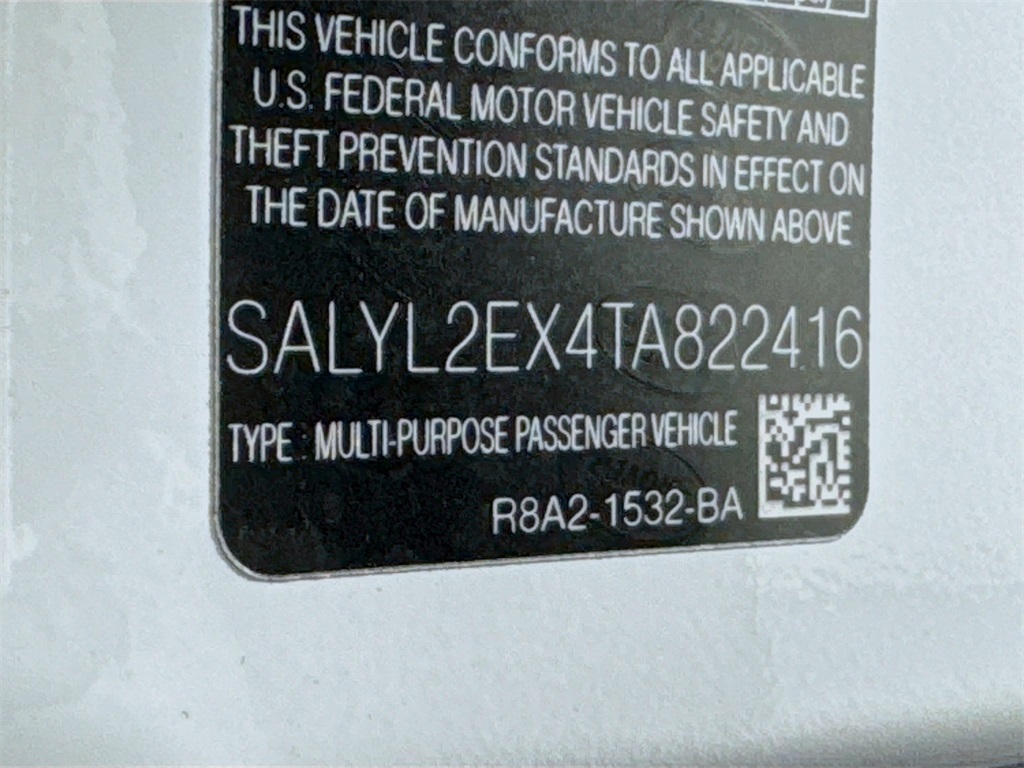 THIS VEHICLE CONFORMS TO ALL APPLICABLE
U.S. FEDERAL MOTOR VEHICLE SAFETY AND
THEFT PREVENTION STANDARDS IN EFFECT ON
THE DATE OF MANUFACTURE SHOWN ABOVE
SALYL2EX4TA822416
TYPE : MULTI-PURPOSE PASSENGER VEHICLE
R8A2-1532-BA